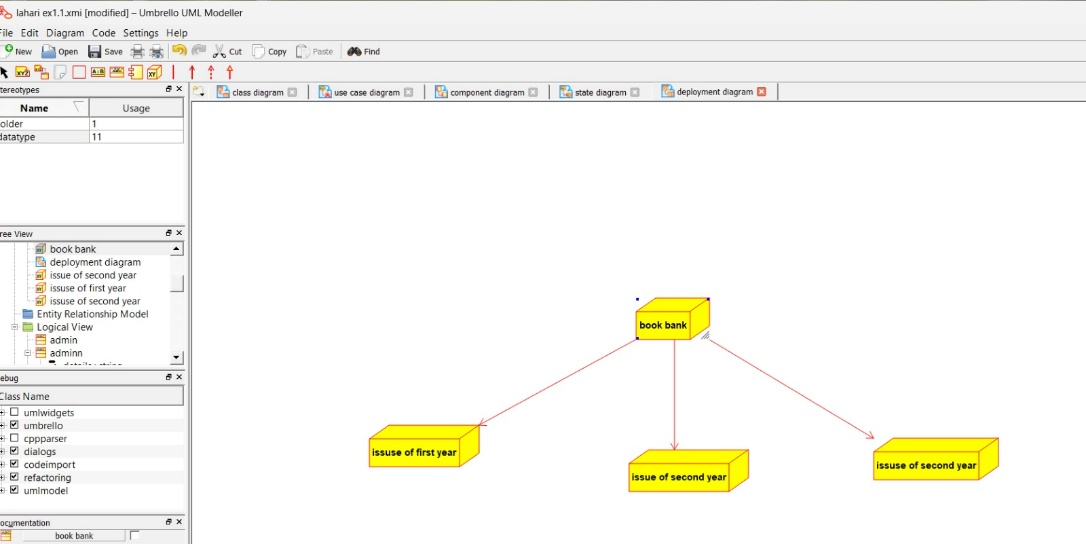 lahari ex1.1.xmi [modified] – Umbrello UML Modeller
File Edit Diagram Code Settings Help
New Open Save Cut Copy Paste Find
tereotypes
class diagram use case diagram component diagram state diagram deployment diagram
Name Usage
older 1
datatype 11
ree View
book bank
deployment diagram
issue of second year
issuse of first year
issuse of second year
Entity Relationship Model
Logical View
admin
adminn
ebug
Class Name
umlwidgets
umbrello
cppparser
dialogs
codeimport
refactoring
umlmodel
ocumentation
book bank
book bank
issuse of first year
issue of second year
issuse of second year